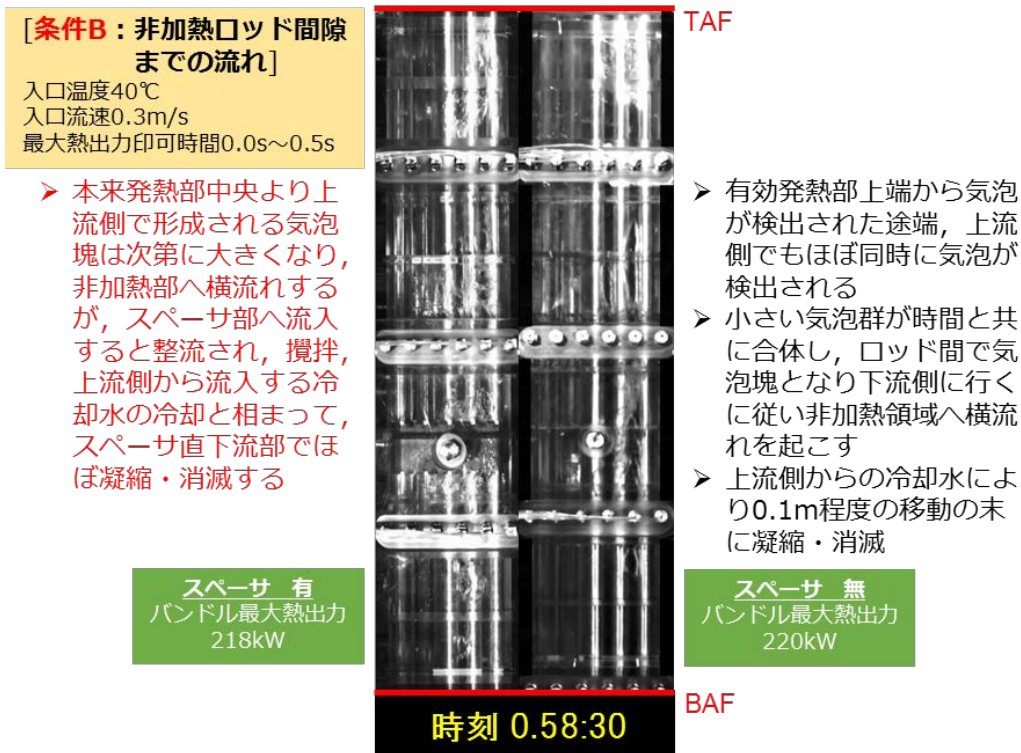 [条件B：非加熱ロッド間隙
までの流れ]
入口温度40℃
入口流速0.3m/s
最大熱出力印可時間0.0s～0.5s
➢ 本来発熱部中央より上
流側で形成される気泡
塊は次第に大きくなり，
非加熱部へ横流れする
が，スペーサ部へ流入
すると整流され，攪拌，
上流側から流入する冷
却水の冷却と相まって，
スペーサ直下流部でほ
ぼ凝縮・消滅する
スペーサ　有
バンドル最大熱出力
218kW
TAF
➢ 有効発熱部上端から気泡
が検出された途端，上流
側でもほぼ同時に気泡が
検出される
➢ 小さい気泡群が時間と共
に合体し，ロッド間で気
泡塊となり下流側に行く
に従い非加熱領域へ横流
れを起こす
➢ 上流側からの冷却水によ
り0.1m程度の移動の末
に凝縮・消滅
スペーサ　無
バンドル最大熱出力
220kW
BAF
時刻 0.58:30